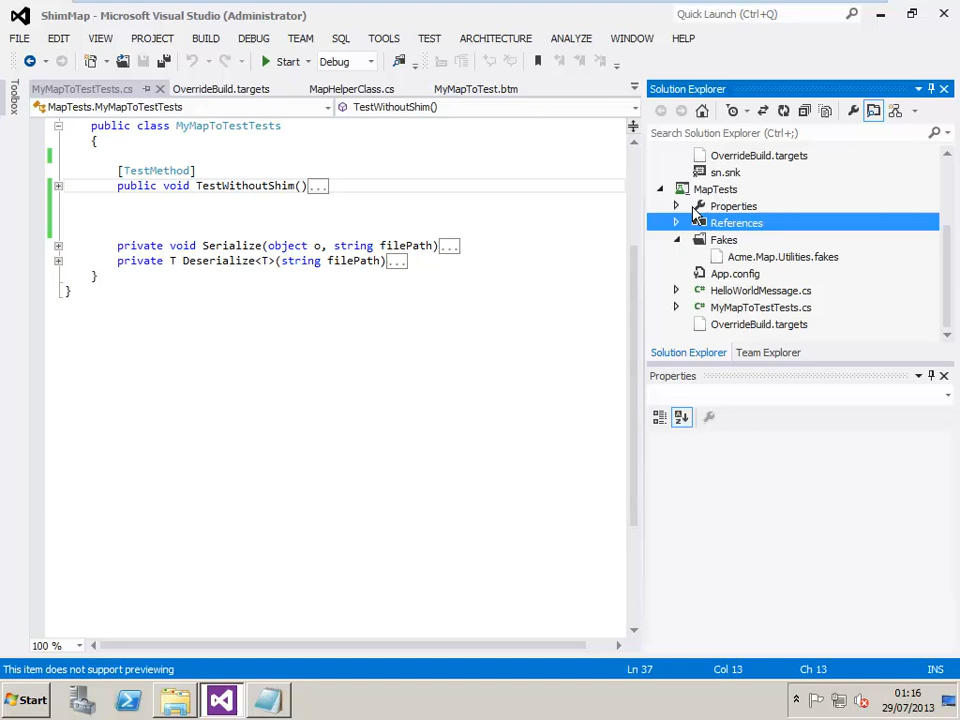 ShimMap - Microsoft Visual Studio (Administrator)
Quick Launch (Ctrl+Q)
FILE EDIT VIEW PROJECT BUILD DEBUG TEAM SQL TOOLS TEST ARCHITECTURE ANALYZE WINDOW HELP
Start Debug
Toolbox
MyMapToTestTests.cs OverrideBuild.targets MapHelperClass.cs MyMapToTest.btm
MapTests.MyMapToTestTests TestWithoutShim()
public class MyMapToTestTests
{
[TestMethod]
public void TestWithoutShim()...
private void Serialize(object o, string filePath)...
private T Deserialize<T>(string filePath)...
}
}
100 %
Solution Explorer
Search Solution Explorer (Ctrl+;)
OverrideBuild.targets
sn.snk
MapTests
Properties
References
Fakes
Acme.Map.Utilities.fakes
App.config
HelloWorldMessage.cs
MyMapToTestTests.cs
OverrideBuild.targets
Solution Explorer Team Explorer
Properties
This item does not support previewing Ln 37 Col 13 Ch 13 INS
Start
01:16
29/07/2013